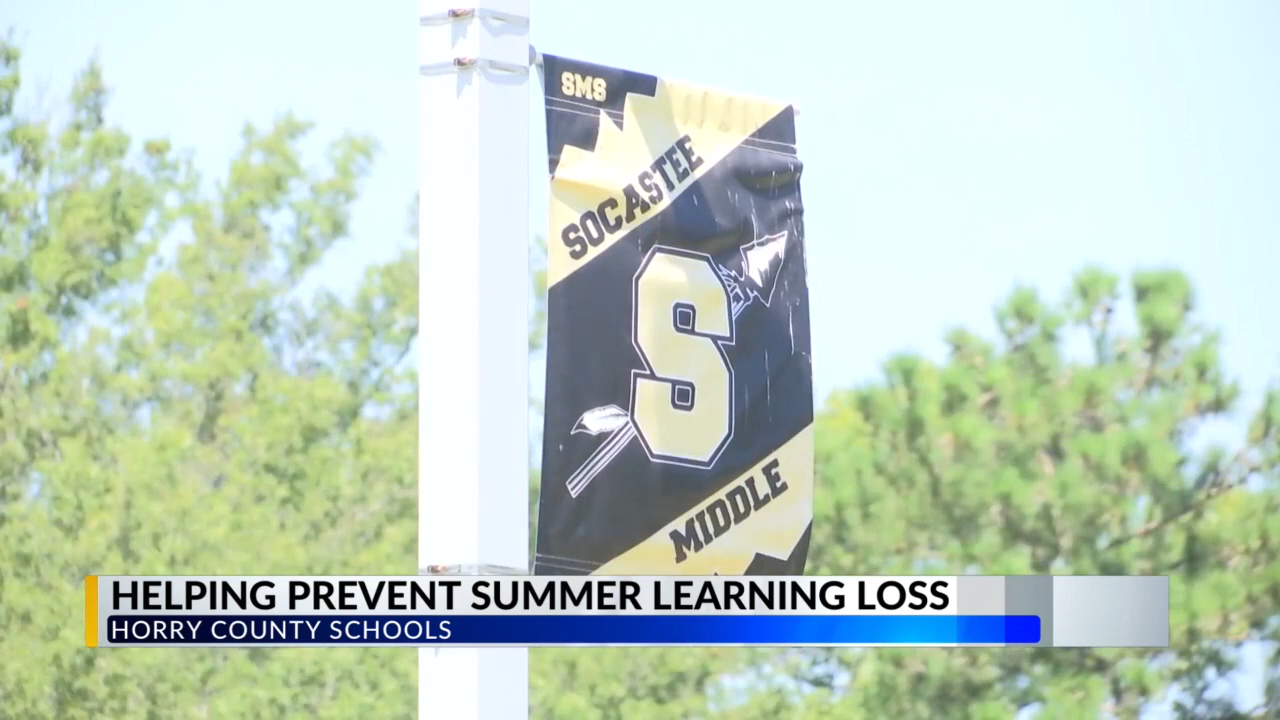 SMS
SOCASTEE
S
MIDDLE
HELPING PREVENT SUMMER LEARNING LOSS
HORRY COUNTY SCHOOLS